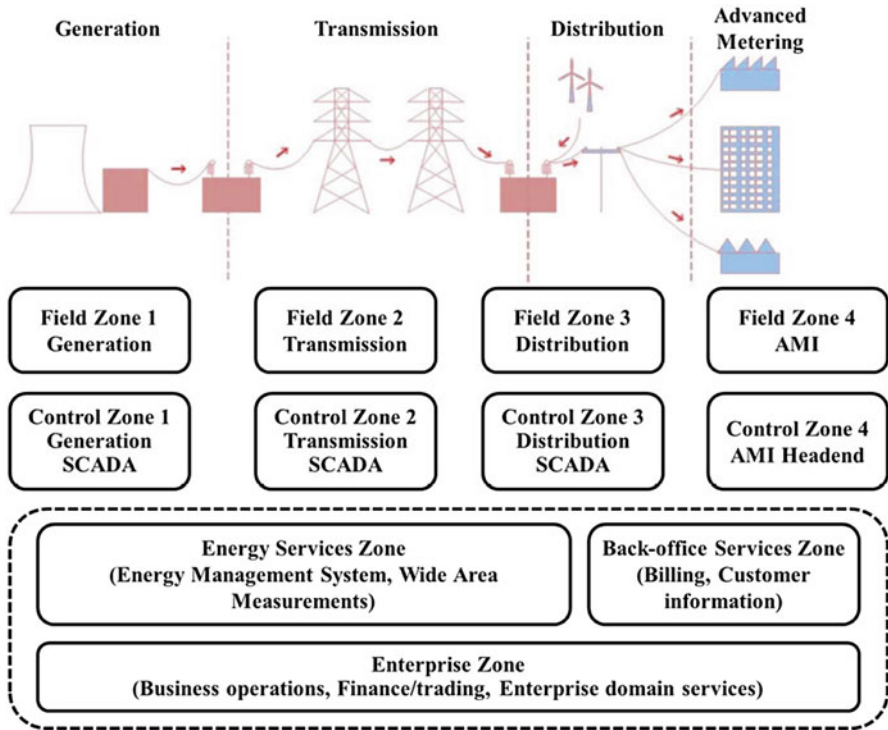 Generation
Transmission
Distribution
Advanced
Metering
Field Zone 1
Generation
Field Zone 2
Transmission
Field Zone 3
Distribution
Field Zone 4
AMI
Control Zone 1
Generation
SCADA
Control Zone 2
Transmission
SCADA
Control Zone 3
Distribution
SCADA
Control Zone 4
AMI Headend
Energy Services Zone
(Energy Management System, Wide Area
Measurements)
Back-office Services Zone
(Billing, Customer
information)
Enterprise Zone
(Business operations, Finance/trading, Enterprise domain services)